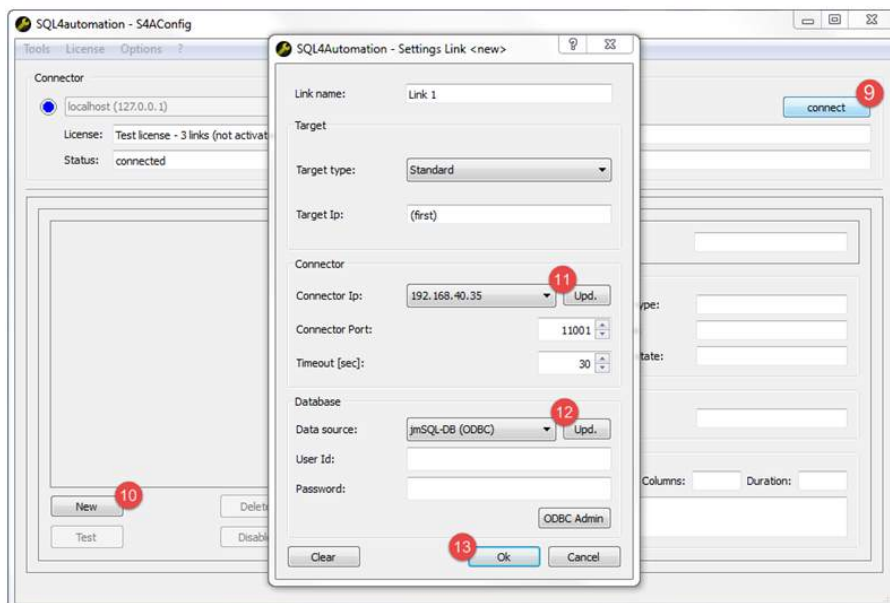 SQL4automation - S4AConfig
Tools License Options ?
Connector
localhost (127.0.0.1)
connect
9
License: Test license - 3 links (not activat
Status: connected
SQL4Automation - Settings Link <new>
Link name: Link 1
Target
Target type: Standard
Target Ip: (first)
Connector
11
Connector Ip: 192.168.40.35 Upd.
Connector Port: 11001
Timeout [sec]: 30
Database
12
Data source: jmSQL-DB (ODBC) Upd.
User Id:
Password:
ODBC Admin
13
Clear Ok Cancel
ype:
tate:
Columns: Duration:
10
New Delet
Test Disabl